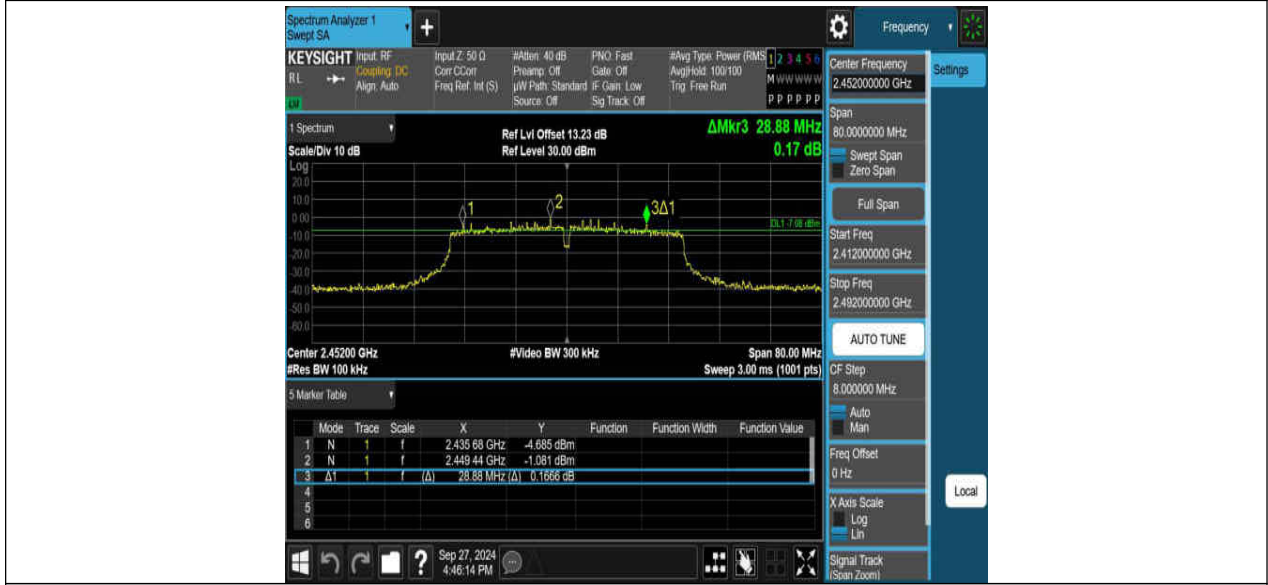 Spectrum Analyzer 1
Swept SA
+
Frequency
KEYSIGHT
RL
LW
Input: RF
Coupling: DC
Align: Auto
Input Z: 50 Ω
Corr CCorr
Freq Ref: Int (S)
#Atten: 40 dB
Preamp: Off
µW Path: Standard
Source: Off
PNO: Fast
Gate: Off
IF Gain: Low
Sig Track: Off
#Avg Type: Power (RMS
Avg|Hold: 100/100
Trig: Free Run
1 2 3 4 5 6
M W W W W W
P P P P P P
1 Spectrum
Scale/Div 10 dB
Ref Lvl Offset 13.23 dB
Ref Level 30.00 dBm
ΔMkr3 28.88 MHz
0.17 dB
Log
20.0
10.0
0.00
-10.0
-20.0
-30.0
-40.0
-50.0
-60.0
1
2
3Δ1
DL1 -7.08 dBm
Center 2.45200 GHz
#Res BW 100 kHz
#Video BW 300 kHz
Span 80.00 MHz
Sweep 3.00 ms (1001 pts)
5 Marker Table
Mode Trace Scale X Y Function Function Width Function Value
1 N 1 f 2.435 68 GHz -4.685 dBm
2 N 1 f 2.449 44 GHz -1.081 dBm
3 Δ1 1 f (Δ) 28.88 MHz (Δ) 0.1666 dB
4
5
6
?
Sep 27, 2024
4:46:14 PM
Center Frequency
2.452000000 GHz
Span
80.0000000 MHz
Swept Span
Zero Span
Full Span
Start Freq
2.412000000 GHz
Stop Freq
2.492000000 GHz
AUTO TUNE
CF Step
8.000000 MHz
Auto
Man
Freq Offset
0 Hz
X Axis Scale
Log
Lin
Signal Track
(Span Zoom)
Settings
Local